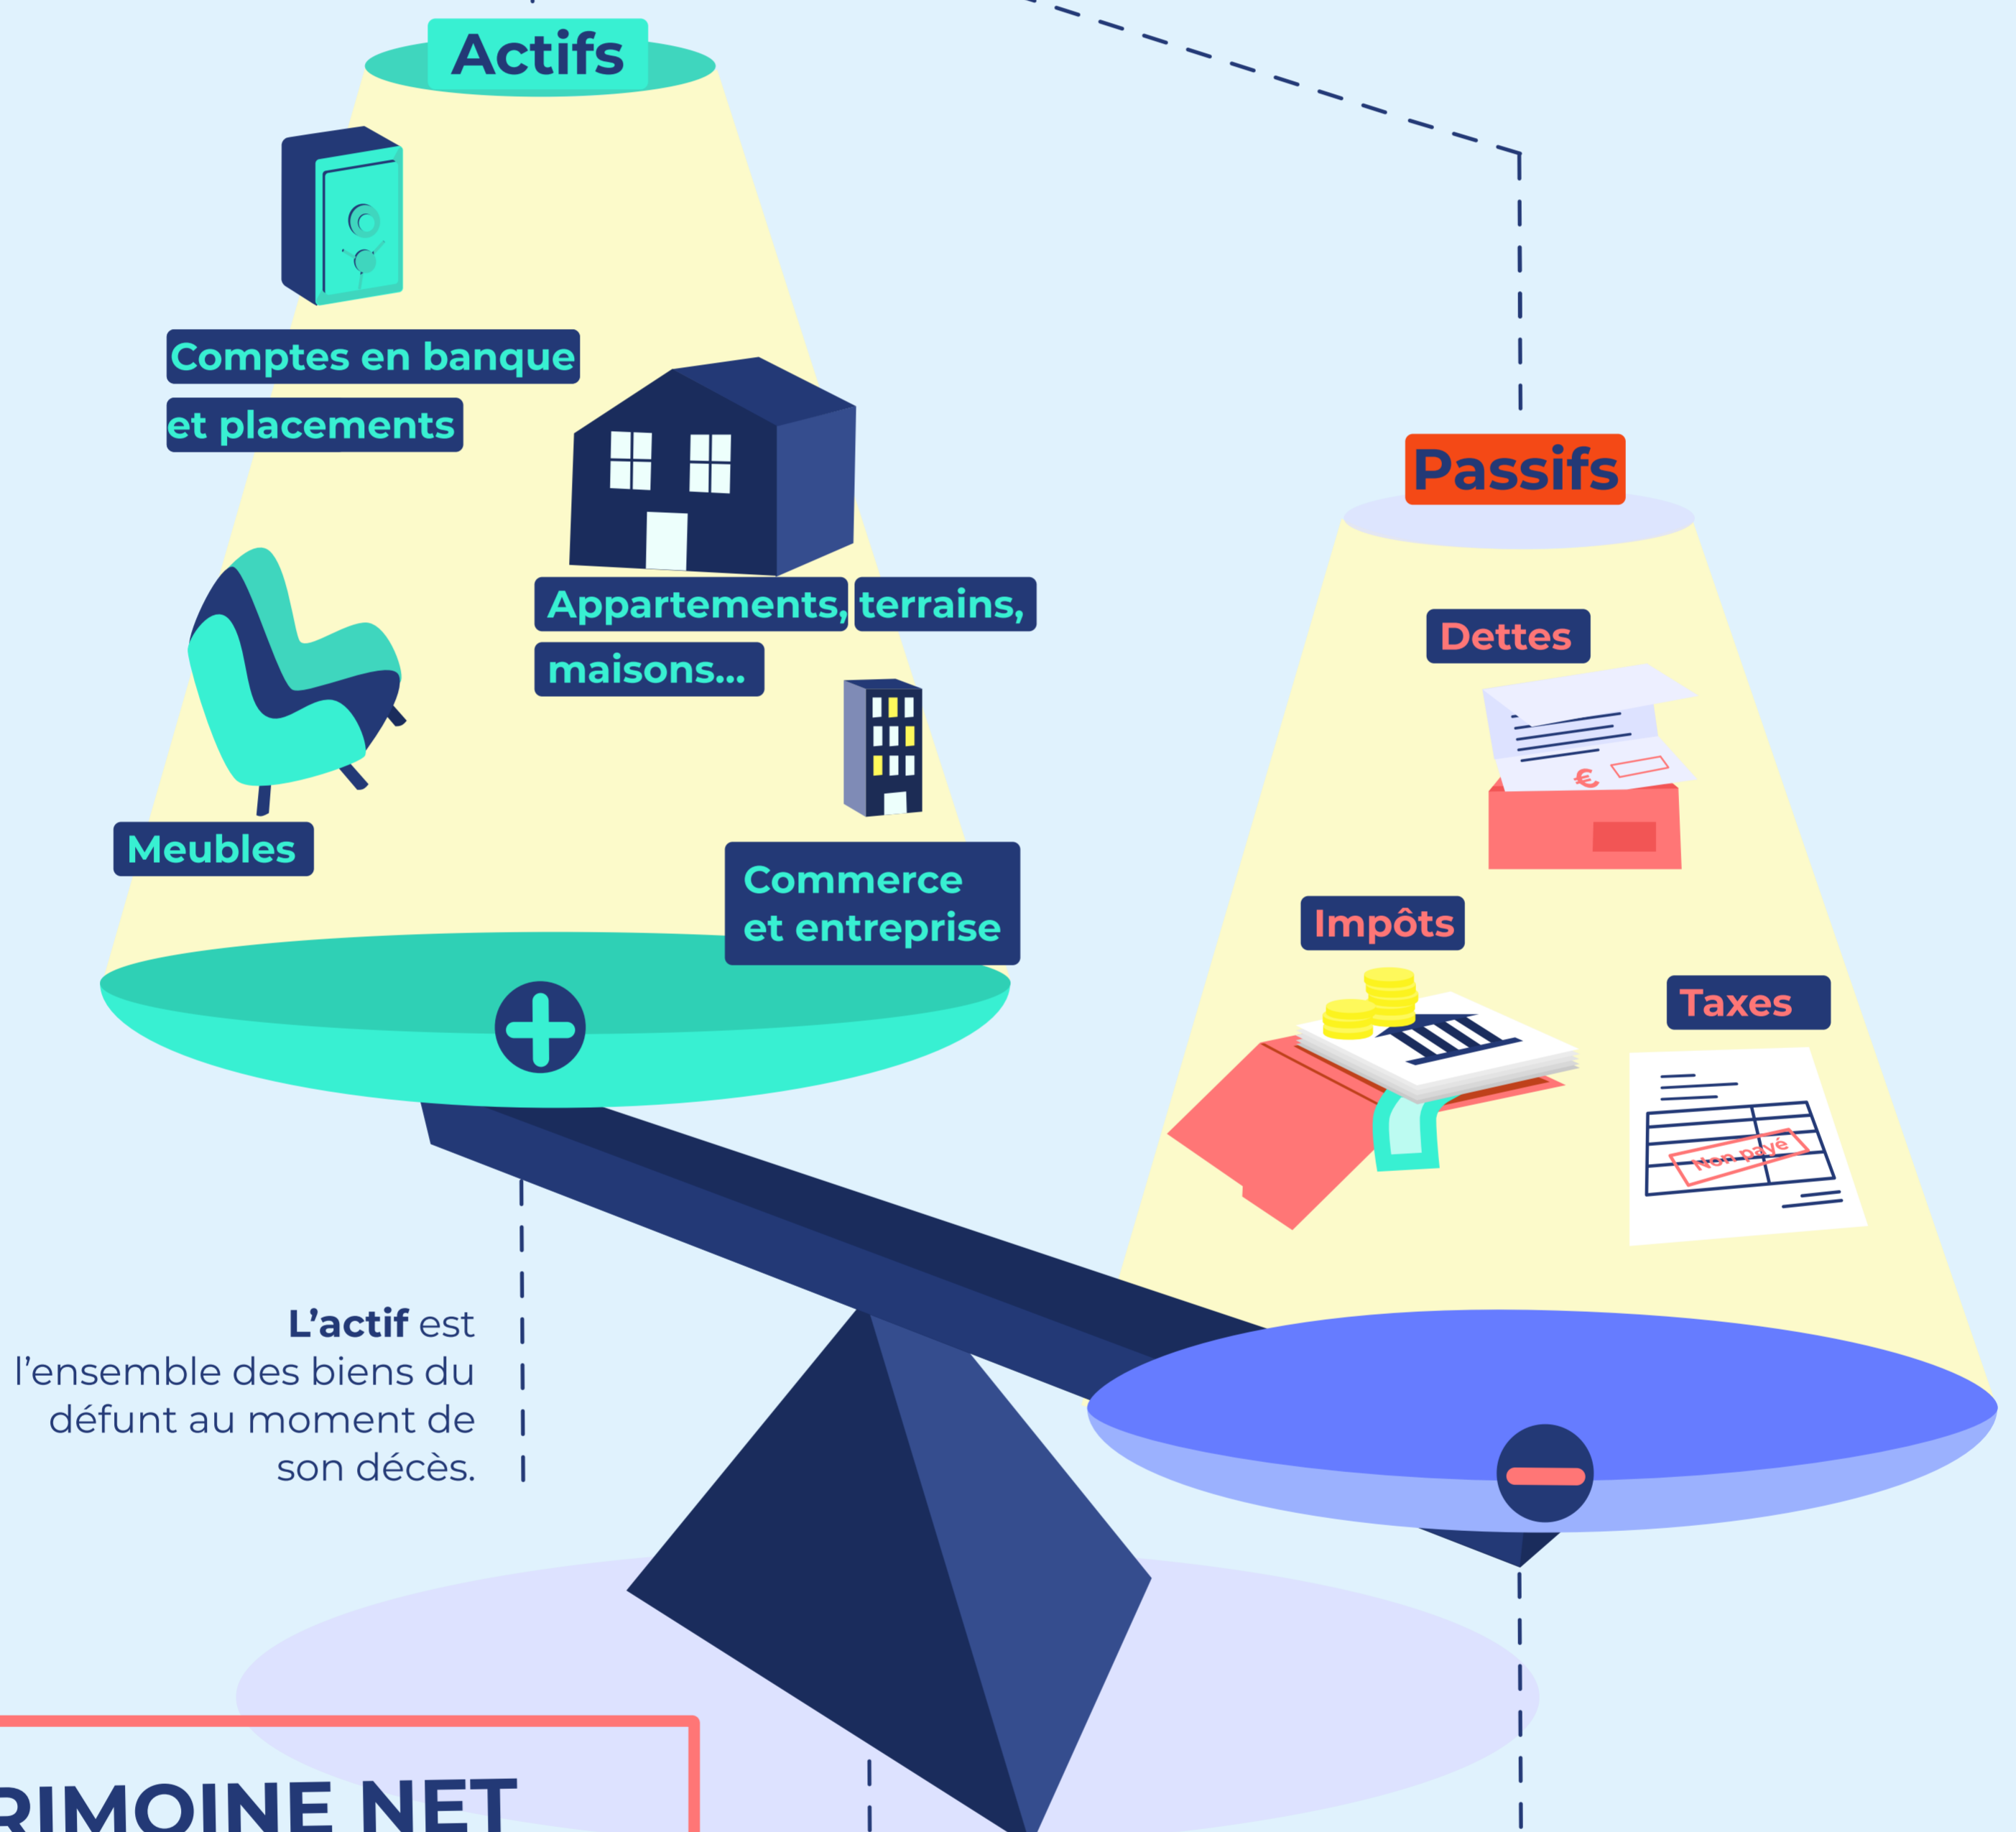 Actifs
Comptes en banque
et placements
Appartements, terrains,
maisons...
Meubles
Commerce
et entreprise
Passifs
Dettes
€
Impôts
Taxes
Non payé
L’actif est
l’ensemble des biens du
défunt au moment de
son décès.
RIMOINE NET